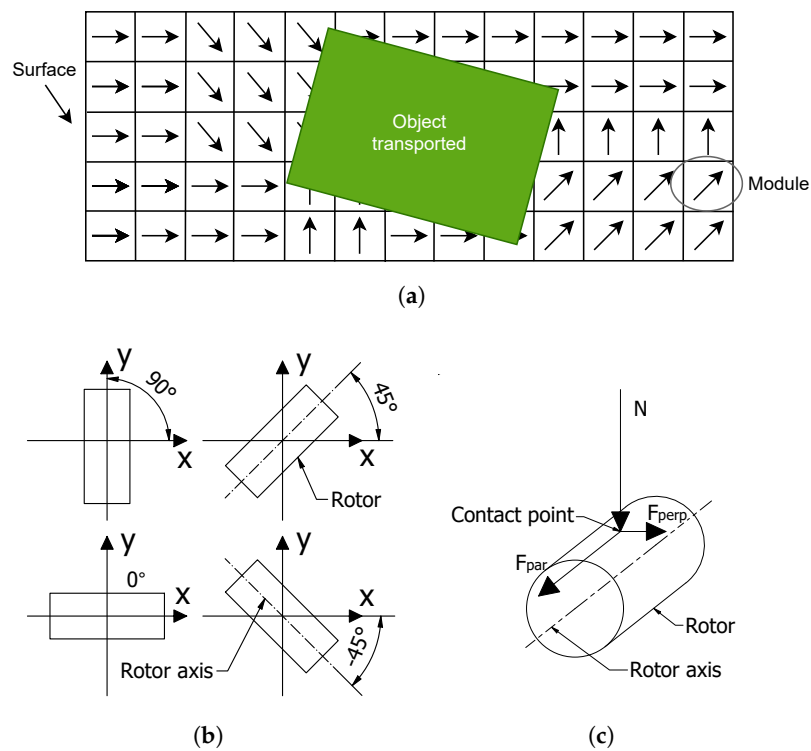 Surface
Object
transported
Module
(a)
y
90°
x
y
45°
x
Rotor
y
0°
x
Rotor axis
y
x
-45°
(b)
N
Contact point
Fperp.
Fpar.
Rotor
Rotor axis
(c)